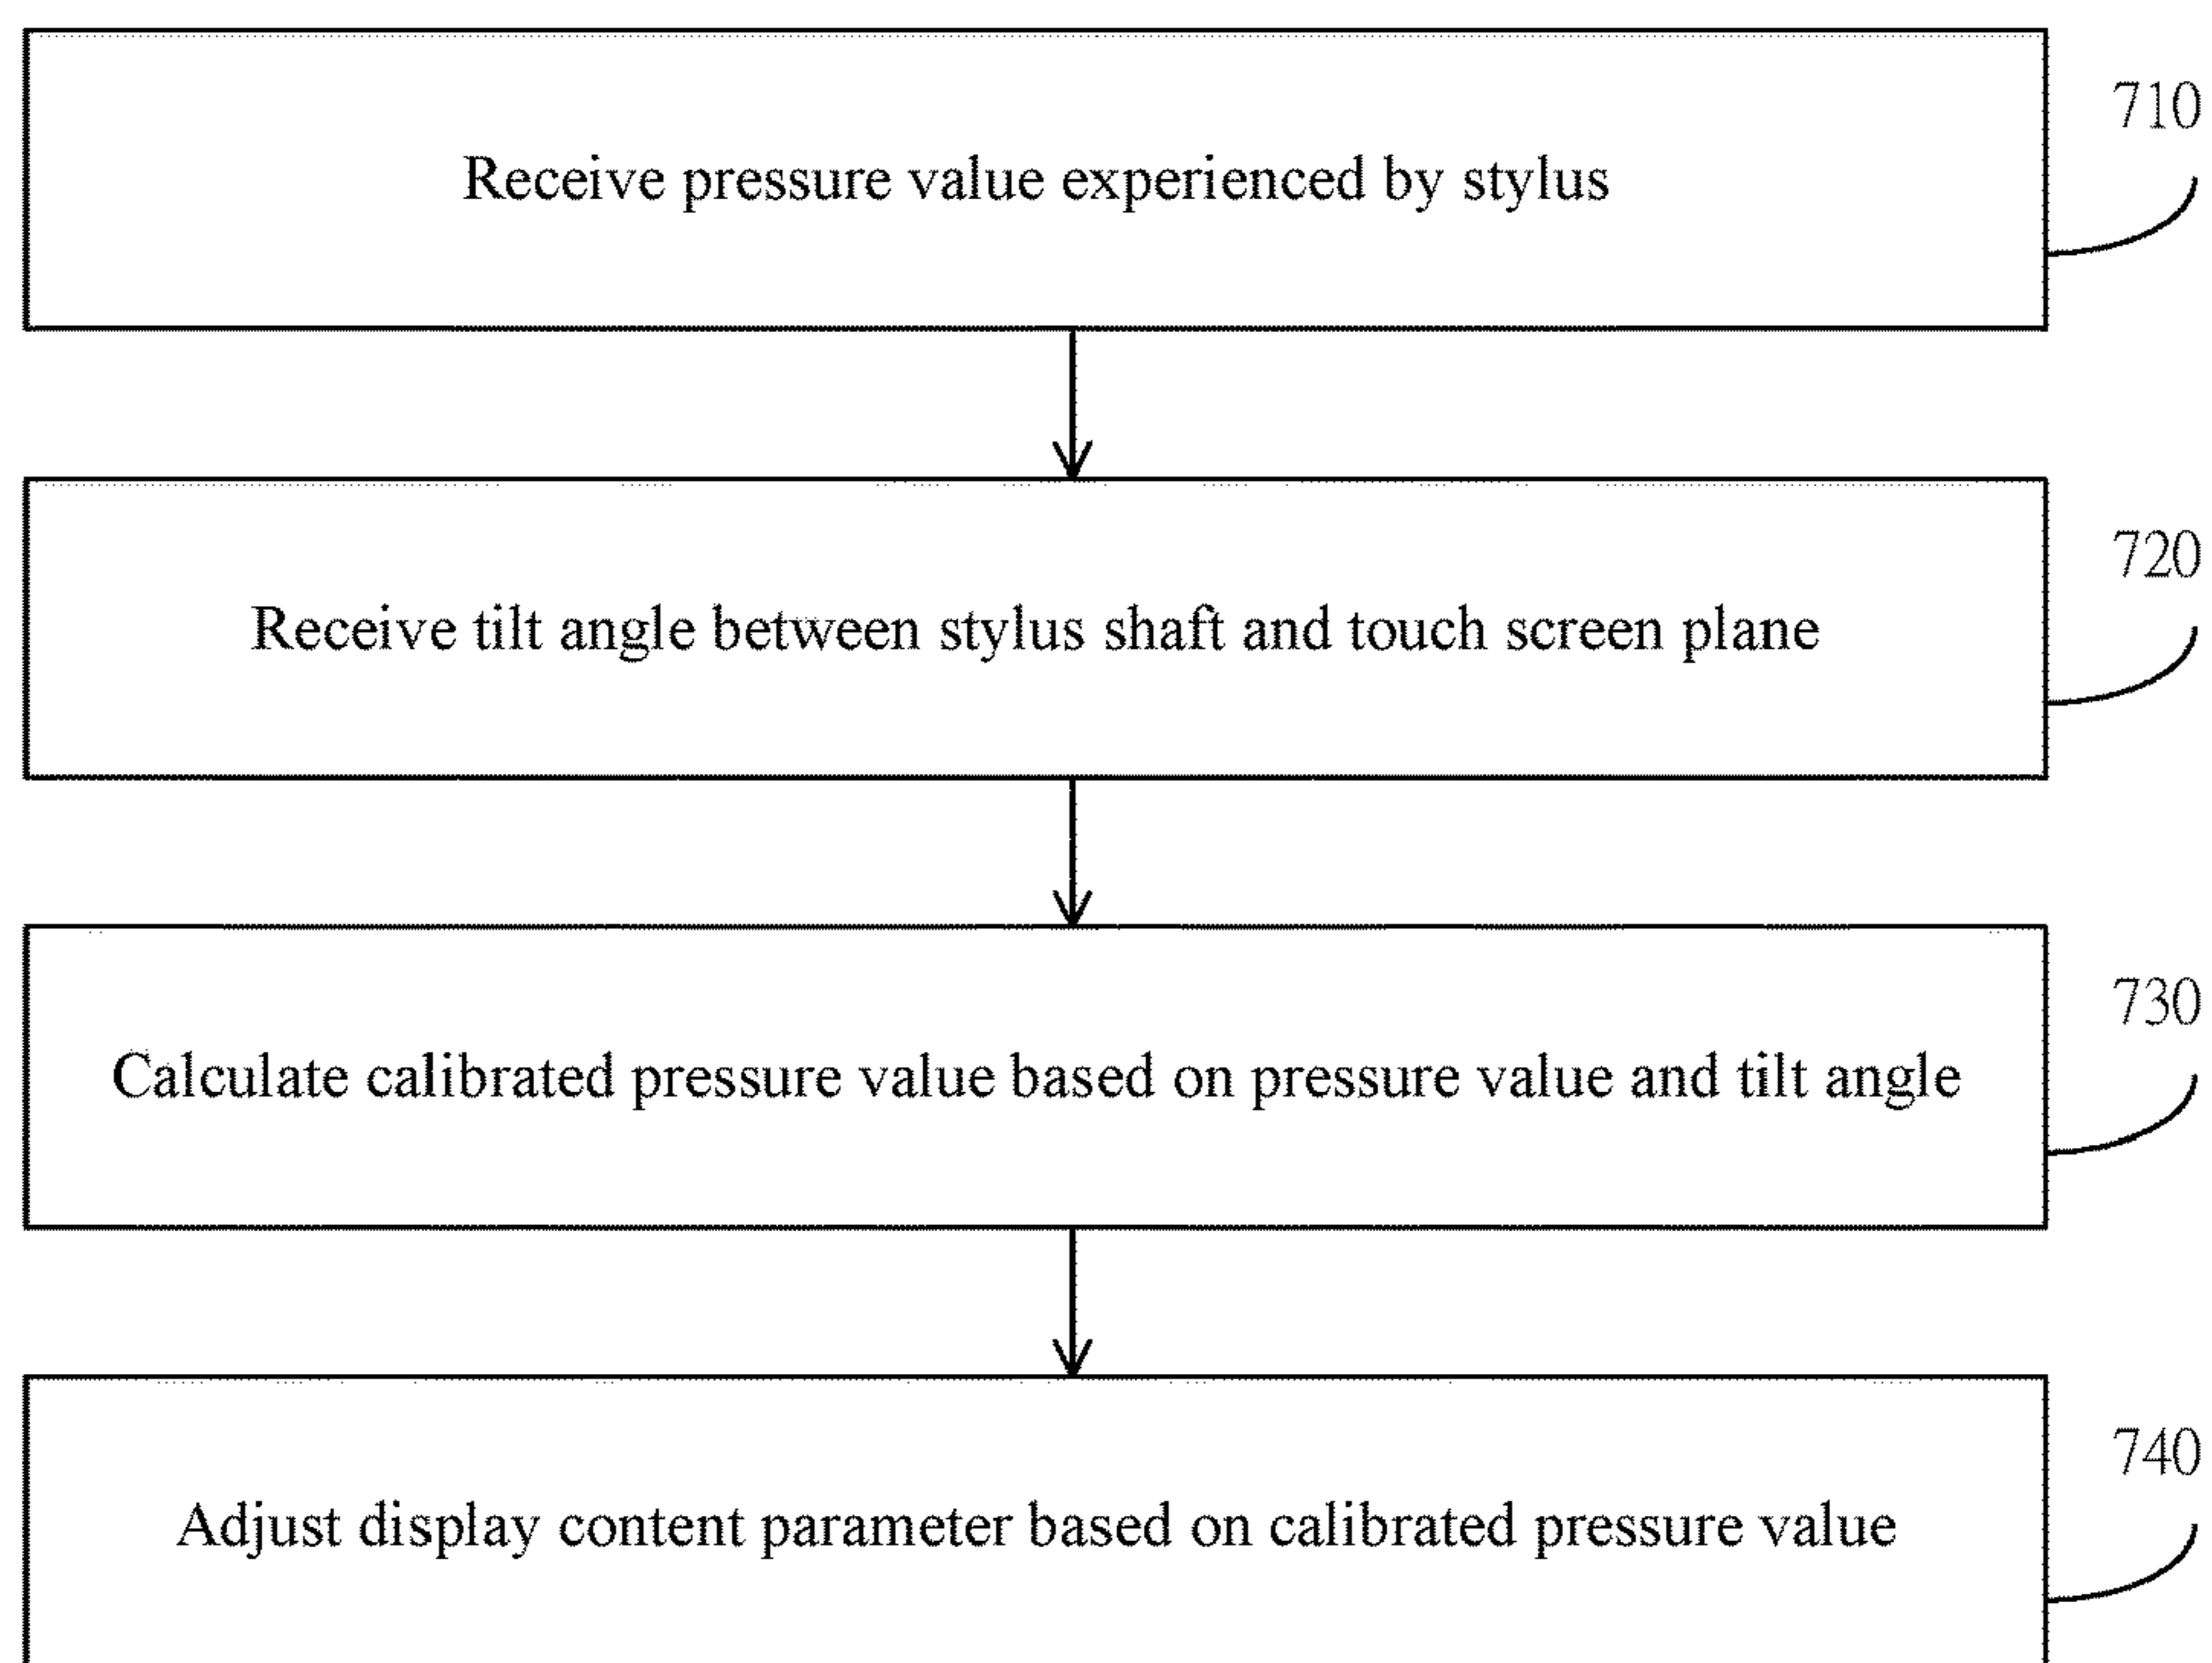 710
Receive pressure value experienced by stylus
720
Receive tilt angle between stylus shaft and touch screen plane
730
Calculate calibrated pressure value based on pressure value and tilt angle
740
Adjust display content parameter based on calibrated pressure value